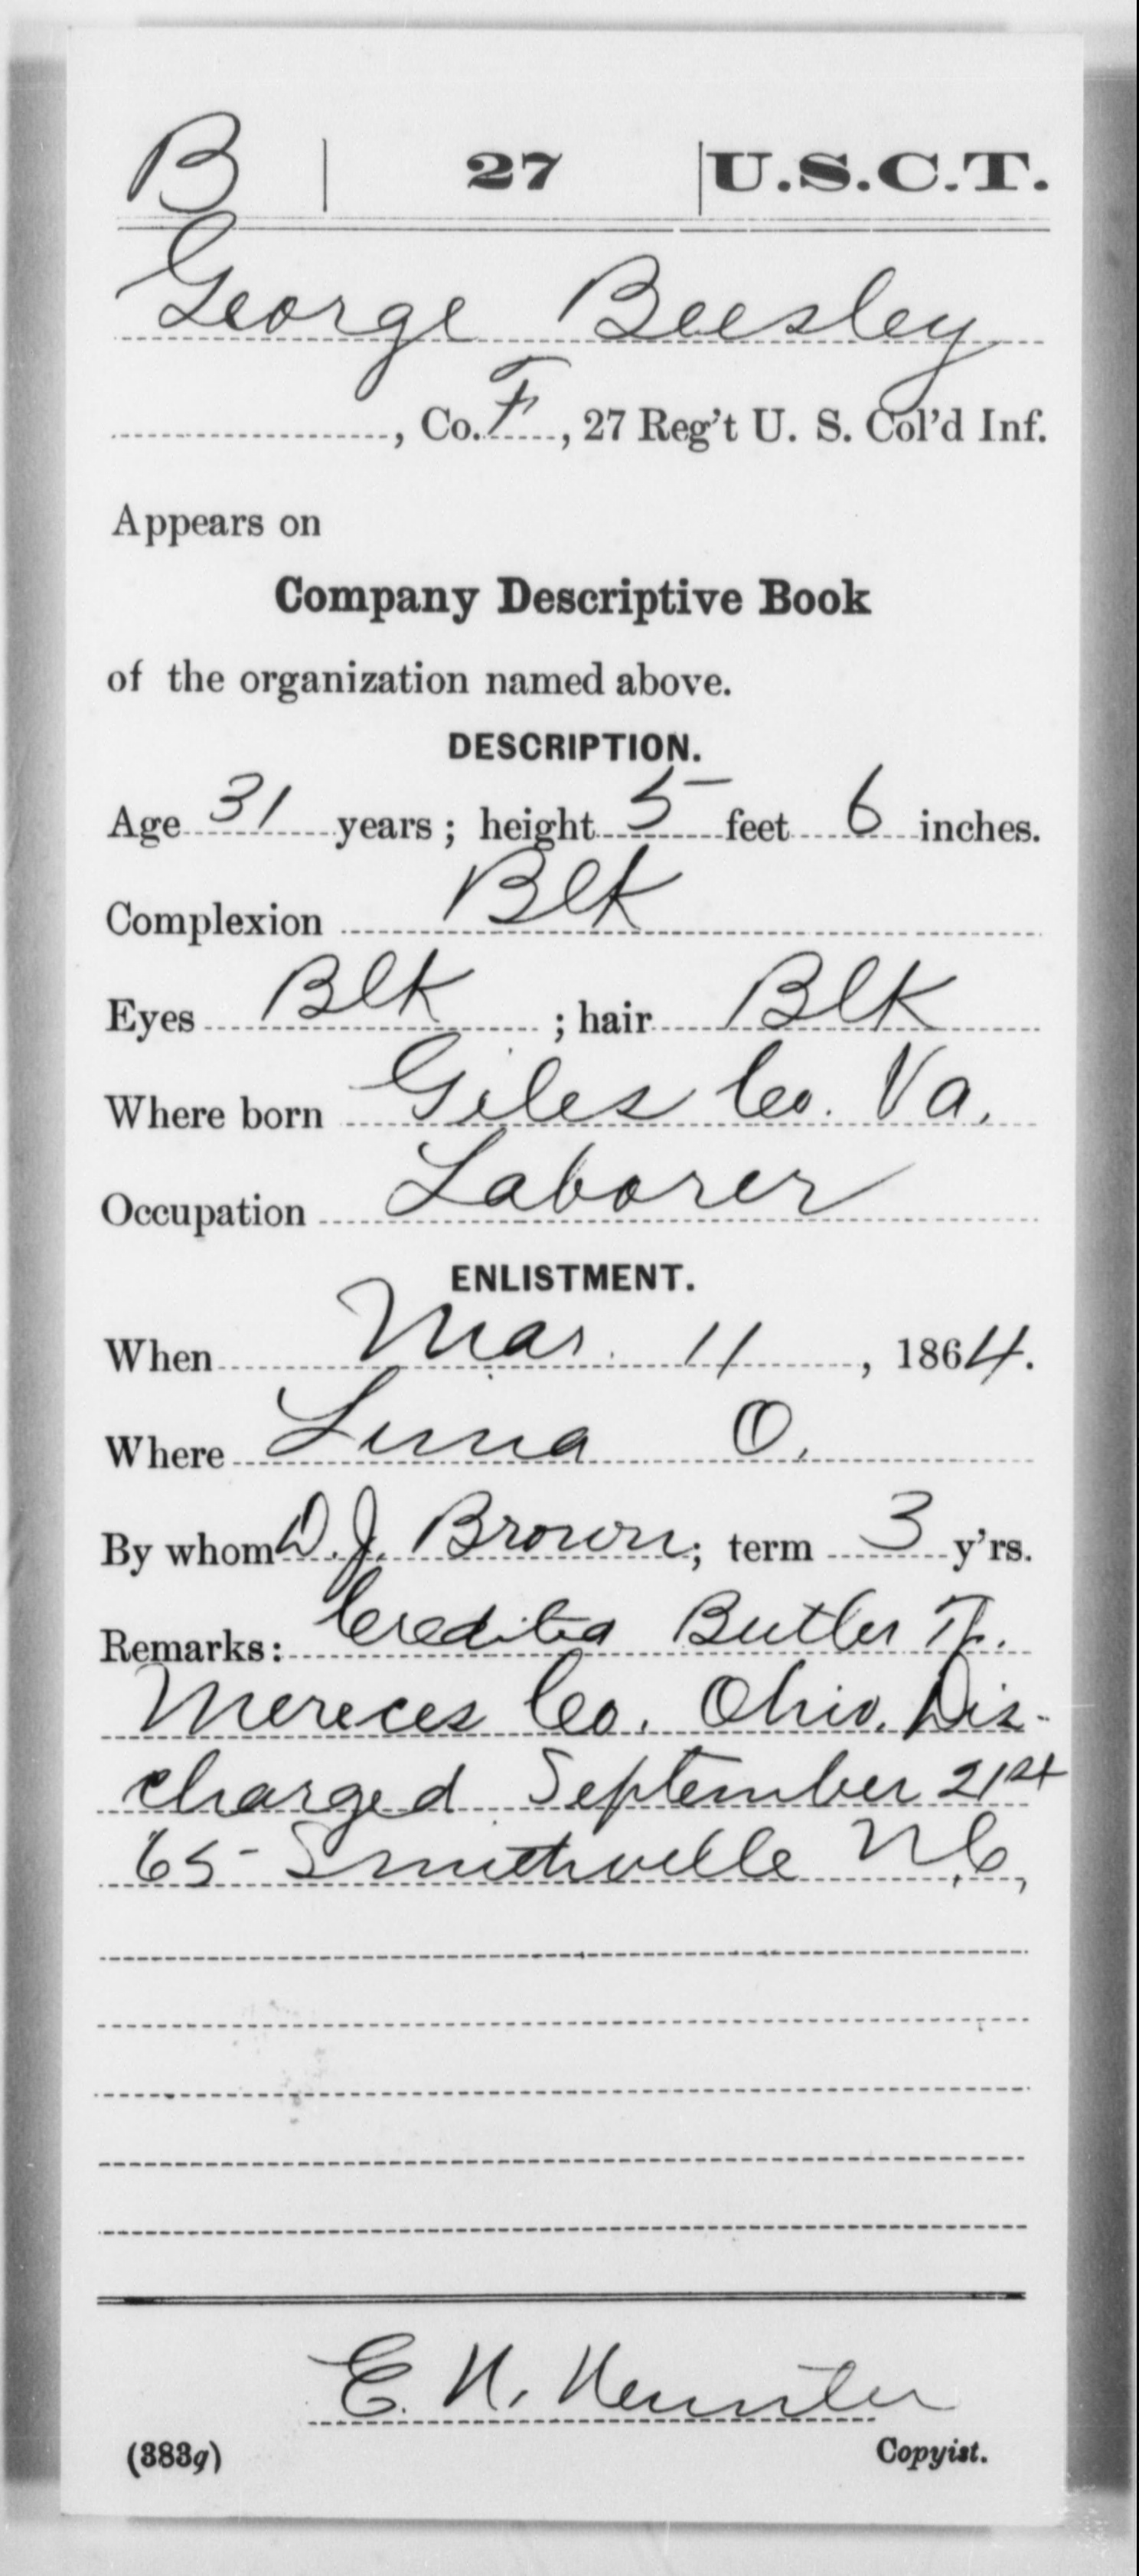 B | 27 | U.S.C.T.
George Beesley
, Co. F, 27 Reg't U. S. Col'd Inf.
Appears on
Company Descriptive Book
of the organization named above.
DESCRIPTION.
Age 31 years; height 5 feet 6 inches.
Complexion Blk
Eyes Blk ; hair Blk
Where born Giles Co. Va.
Occupation Laborer
ENLISTMENT.
When Mar. 11, 1864.
Where Lima O.
By whom D. J. Brown; term 3 y'rs.
Remarks: Credited Butler Tp.
Mereces Co. Ohio. Dis-
charged September 21st
65 - Smithville N.C,
E.
(383g) Copyist.